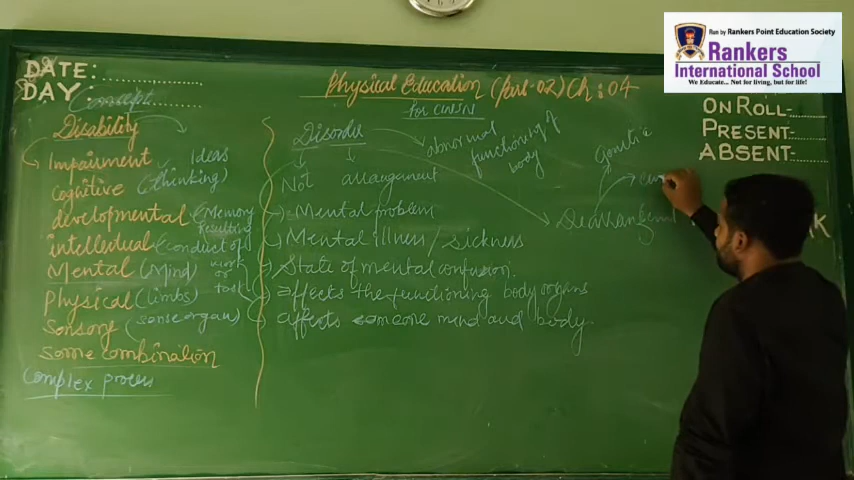 Run by Rankers Point Education Society
Rankers
International School
We Educate... Not for living, but for life!
DATE:
DAY
Concept
Physical Education (Part-02) Ch:04
for CWSN
ON ROLL-
PRESENT-
ABSENT-
Disability
Impairment
Ideas
Cognitive (thinking)
developmental (Memory
resulting
intellectual (conduct of
work
or
task
Mental (Mind)
Physical (limbs)
Sensory (sense organ)
Some combination
Complex process
Disorder
abnormal
functioning of
body
Not arrangement
Mental problem
Mental illness/sickness
State of mental confusion.
affects the functioning body organs
affects someone mind and body
Genetic